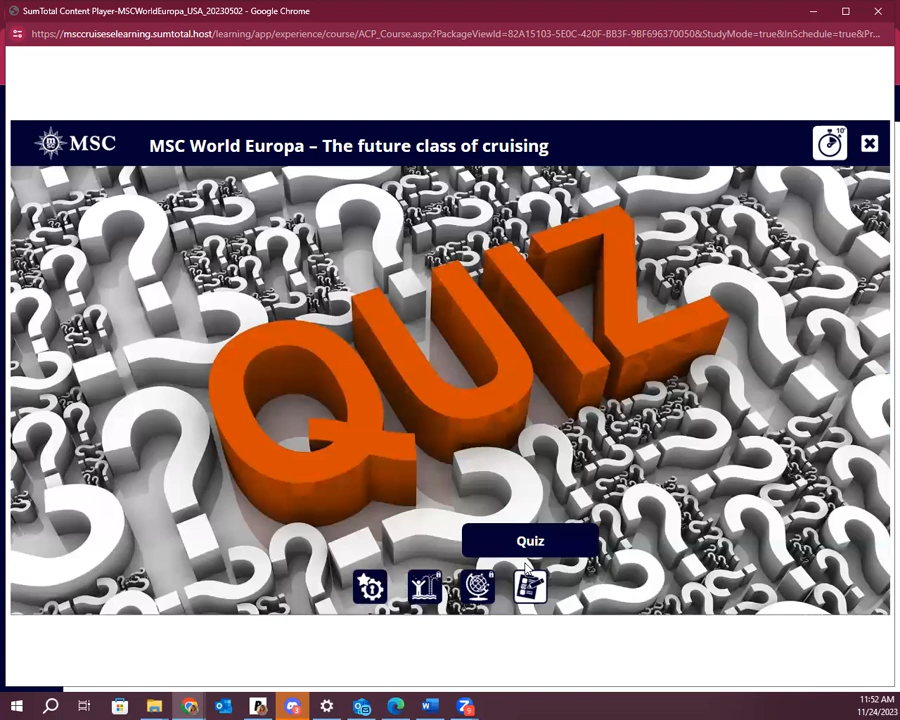 SumTotal Content Player-MSCWorldEuropa_USA_20230502 - Google Chrome
https://msccruiseselearning.sumtotal.host/learning/app/experience/course/ACP_Course.aspx?PackageViewId=82A15103-5E0C-420F-BB3F-9BF696370050&StudyMode=true&InSchedule=true&Pr...
MSC
MSC World Europa – The future class of cruising
10'
QUIZ
Quiz
11:52 AM
11/24/2023